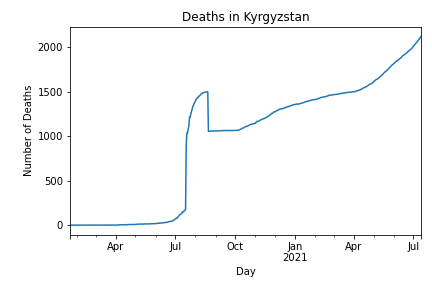 Deaths in Kyrgyzstan
2000
1500
1000
500
0
Number of Deaths
Apr Jul Oct Jan Apr Jul
2021
Day